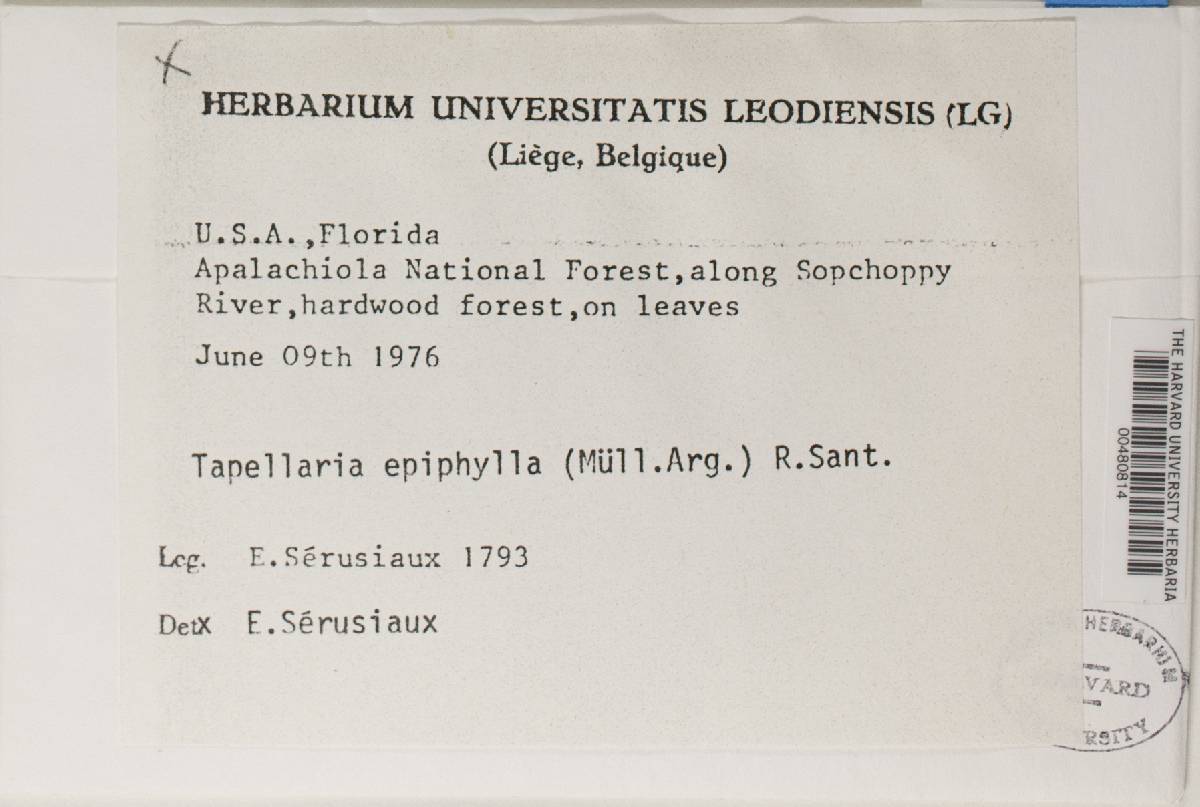 HERBARIUM UNIVERSITATIS LEODIENSIS (LG)
(Liège, Belgique)
U.S.A.,Florida
Apalachiola National Forest,along Sopchoppy
River,hardwood forest,on leaves
June 09th 1976
Tapellaria epiphylla (Müll.Arg.) R.Sant.
Leg. E.Sérusiaux 1793
DetX E.Sérusiaux
THE HARVARD UNIVERSITY HERBARIA
00480814
HERBARIUM
VARD
RSITY